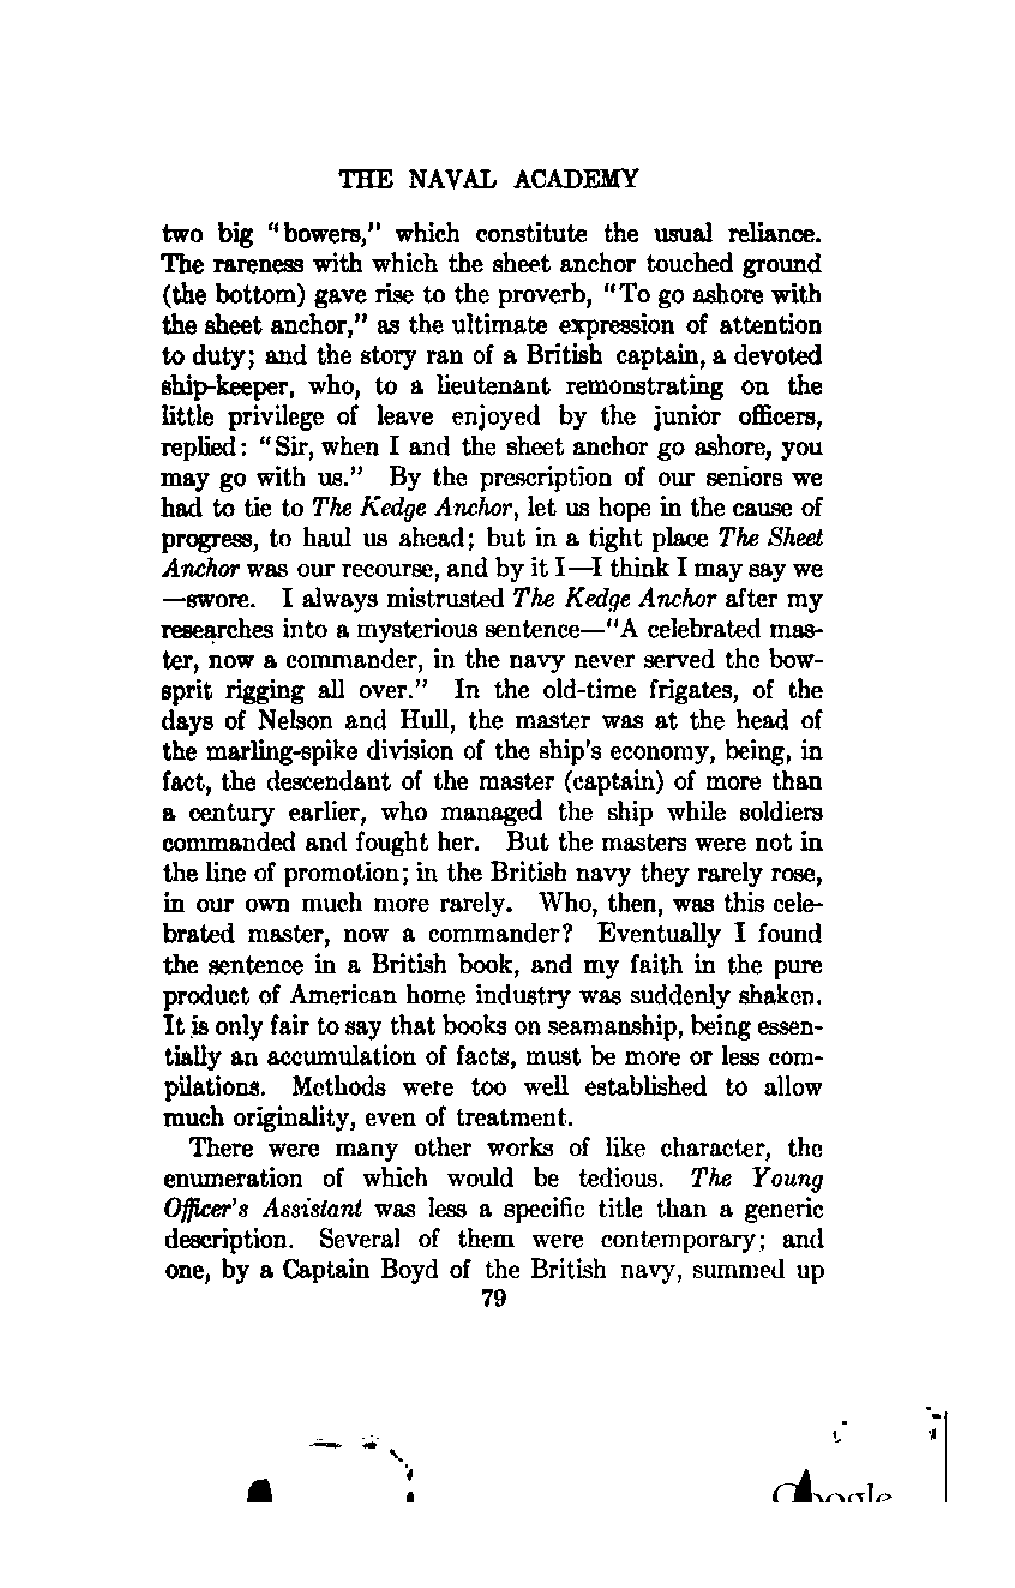 THE NAVAL ACADEMY
two big "bowers," which constitute the usual reliance.
The rareness with which the sheet anchor touched ground
(the bottom) gave rise to the proverb, "To go ashore with
the sheet anchor," as the ultimate expression of attention
to duty; and the story ran of a British captain, a devoted
ship-keeper, who, to a lieutenant remonstrating on the
little privilege of leave enjoyed by the junior officers,
replied: "Sir, when I and the sheet anchor go ashore, you
may go with us." By the prescription of our seniors we
had to tie to The Kedge Anchor, let us hope in the cause of
progress, to haul us ahead; but in a tight place The Sheet
Anchor was our recourse, and by it I—I think I may say we
—swore. I always mistrusted The Kedge Anchor after my
researches into a mysterious sentence—"A celebrated mas-
ter, now a commander, in the navy never served the bow-
sprit rigging all over." In the old-time frigates, of the
days of Nelson and Hull, the master was at the head of
the marling-spike division of the ship's economy, being, in
fact, the descendant of the master (captain) of more than
a century earlier, who managed the ship while soldiers
commanded and fought her. But the masters were not in
the line of promotion; in the British navy they rarely rose,
in our own much more rarely. Who, then, was this cele-
brated master, now a commander? Eventually I found
the sentence in a British book, and my faith in the pure
product of American home industry was suddenly shaken.
It is only fair to say that books on seamanship, being essen-
tially an accumulation of facts, must be more or less com-
pilations. Methods were too well established to allow
much originality, even of treatment.
There were many other works of like character, the
enumeration of which would be tedious. The Young
Officer's Assistant was less a specific title than a generic
description. Several of them were contemporary; and
one, by a Captain Boyd of the British navy, summed up
79